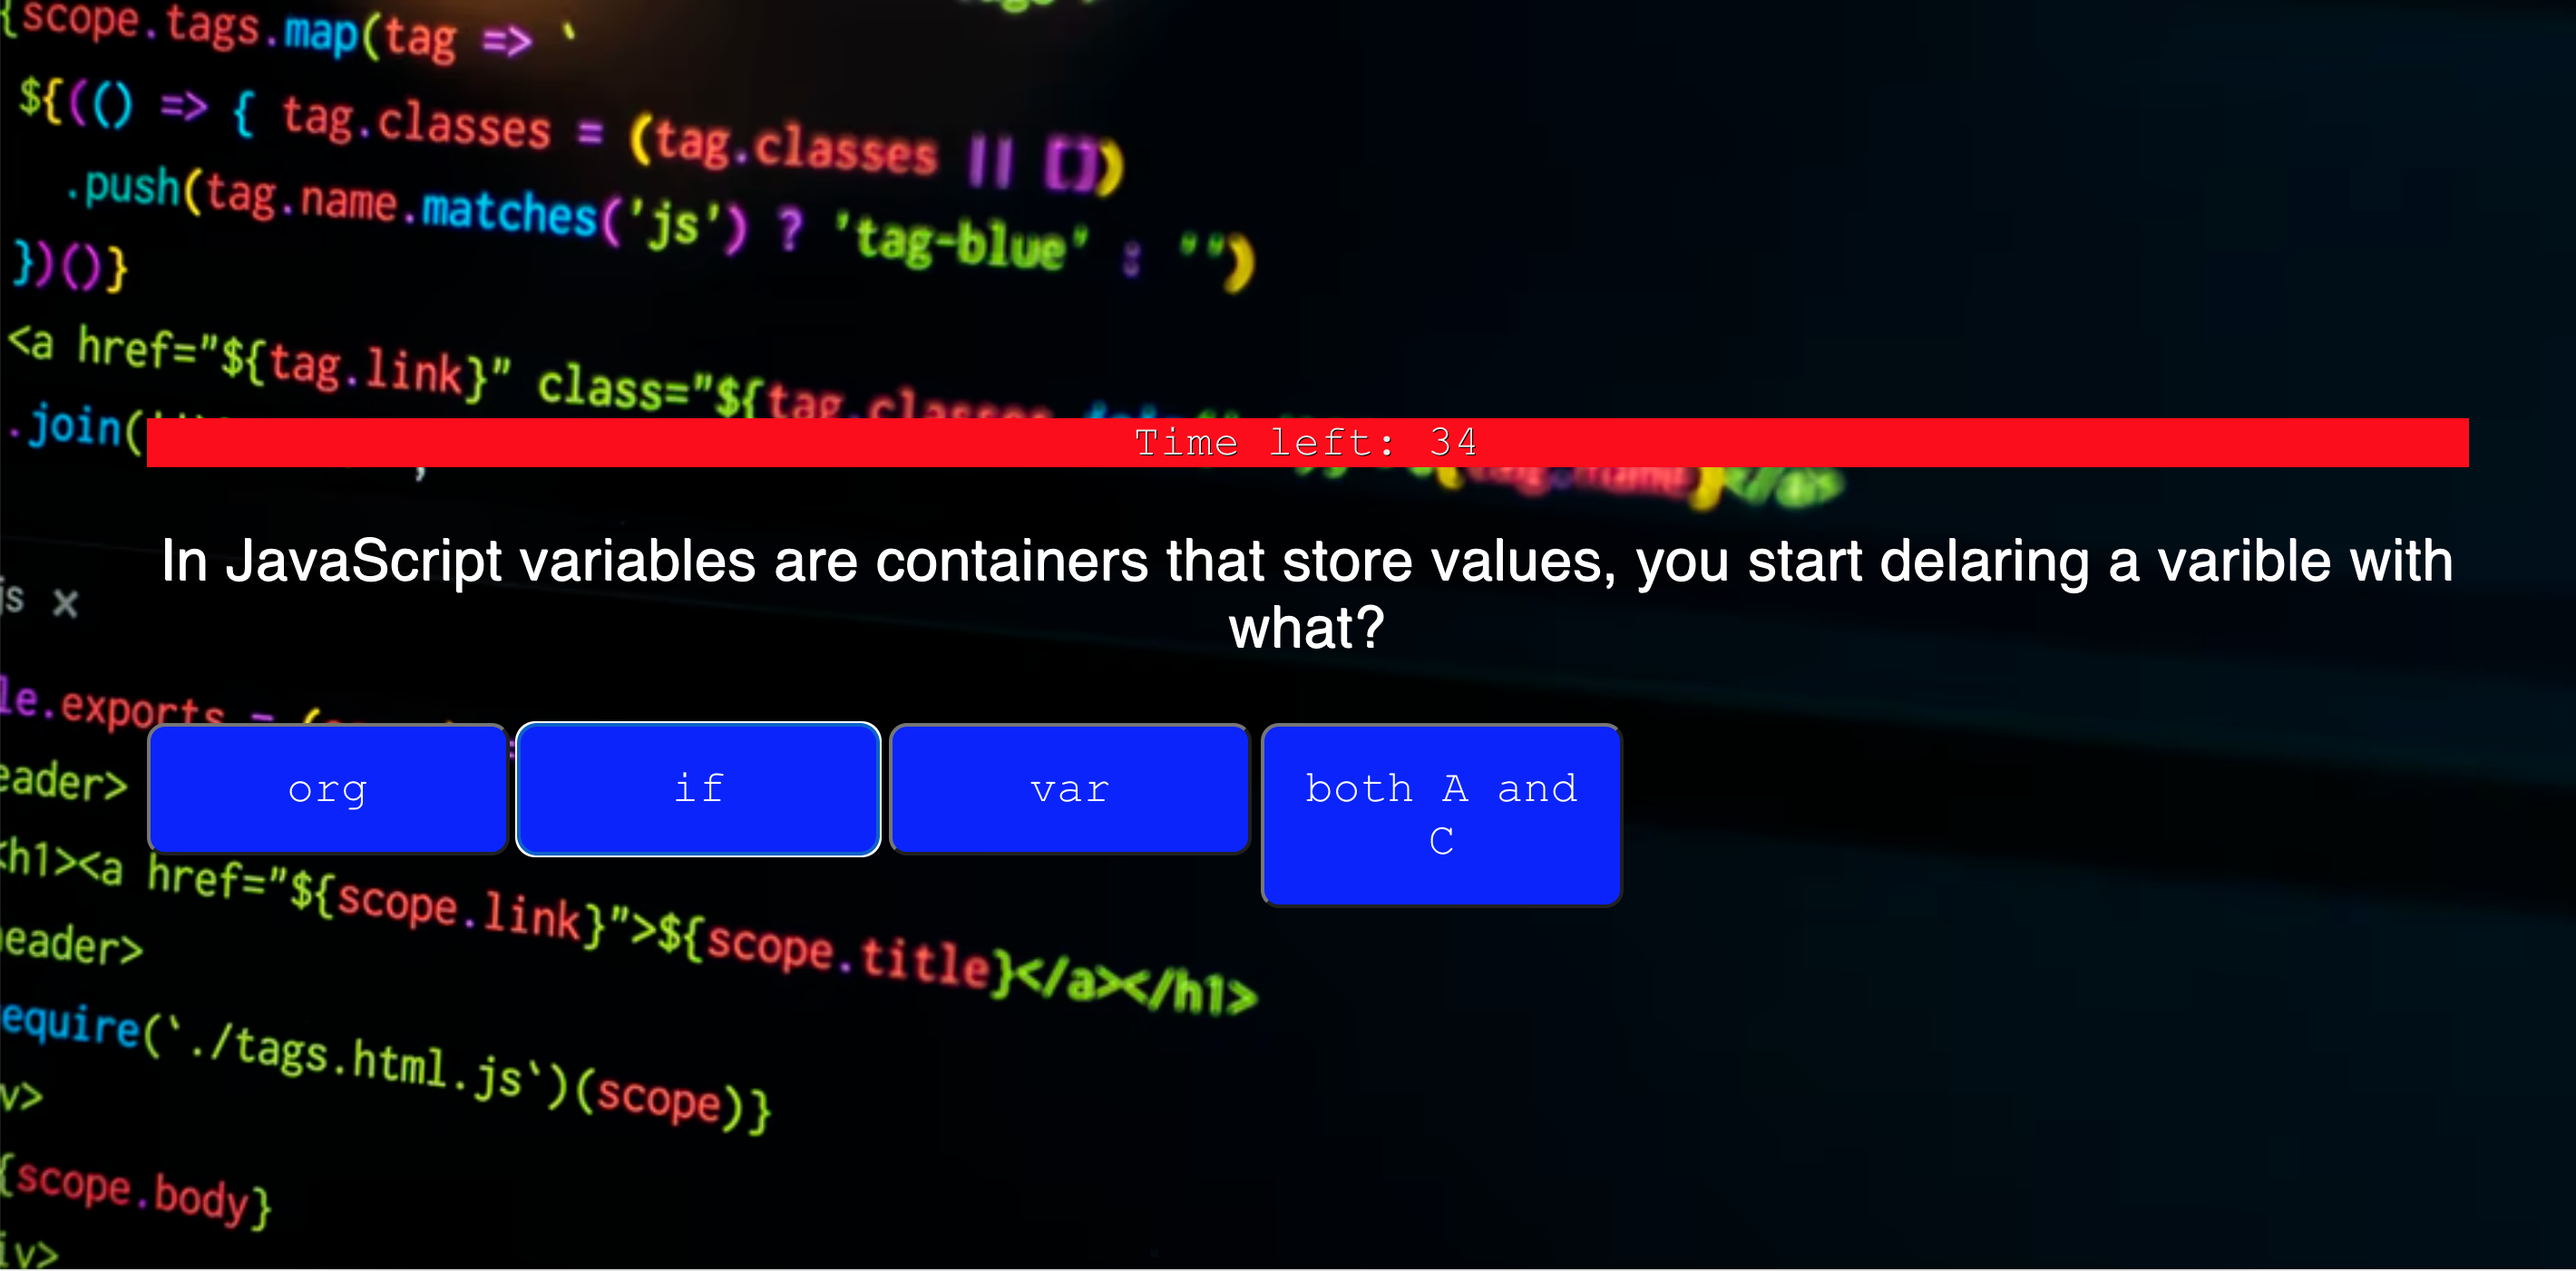 {scope.tags.map(tag => `
${(() => { tag.classes = (tag.classes || [])
.push(tag.name.matches('js') ? 'tag-blue' : '')
})()}
<a href="${tag.link}" class="${tag.classes
.join(
Time left: 34
In JavaScript variables are containers that store values, you start delaring a varible with
what?
js x
le.exports = (
org
if
var
both A and
C
eader>
<h1><a href="${scope.link}">${scope.title}</a></h1>
eader>
equire(`./tags.html.js`)(scope)}
v>
{scope.body}
iv>